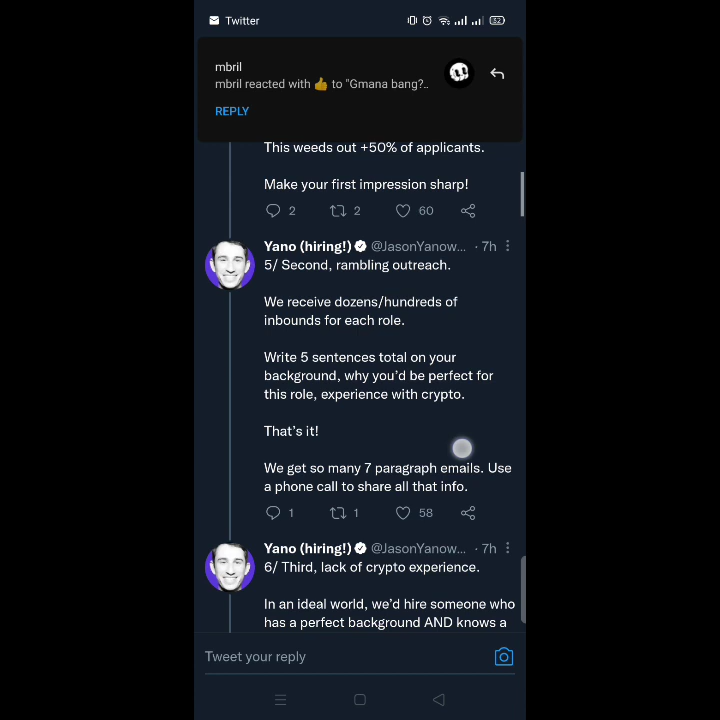 Twitter
52
mbril
mbril reacted with 👍 to "Gmana bang?..
REPLY
This weeds out +50% of applicants.
Make your first impression sharp!
2 2 60
Yano (hiring!) @JasonYanow... · 7h
5/ Second, rambling outreach.
We receive dozens/hundreds of
inbounds for each role.
Write 5 sentences total on your
background, why you’d be perfect for
this role, experience with crypto.
That’s it!
We get so many 7 paragraph emails. Use
a phone call to share all that info.
1 1 58
Yano (hiring!) @JasonYanow... · 7h
6/ Third, lack of crypto experience.
In an ideal world, we’d hire someone who
has a perfect background AND knows a
Tweet your reply